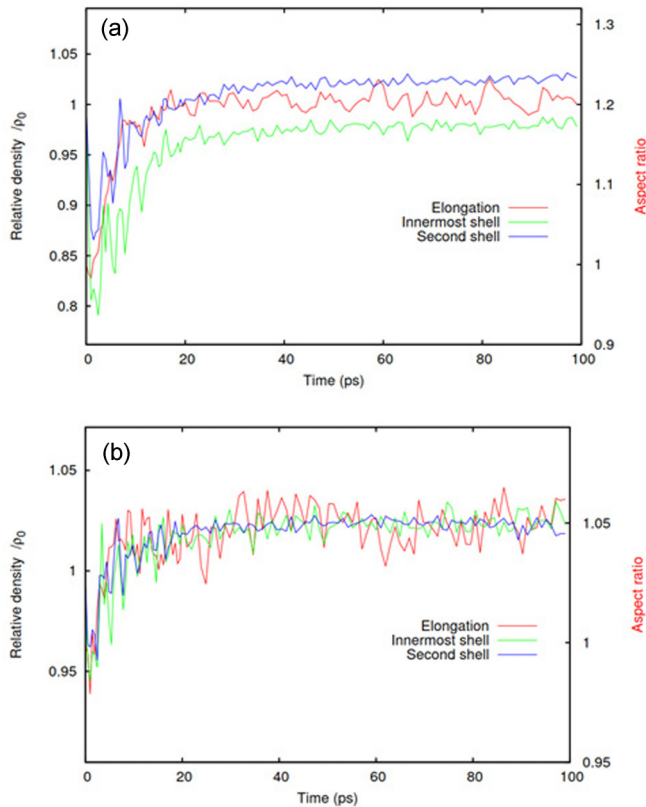 (a)
1.05
1
0.95
0.9
0.85
0.8
Relative density /ρ0
1.3
1.2
1.1
1
0.9
Aspect ratio
Elongation
Innermost shell
Second shell
0 20 40 60 80 100
Time (ps)
(b)
1.05
1
0.95
Relative density /ρ0
1.05
1
0.95
Aspect ratio
Elongation
Innermost shell
Second shell
0 20 40 60 80 100
Time (ps)